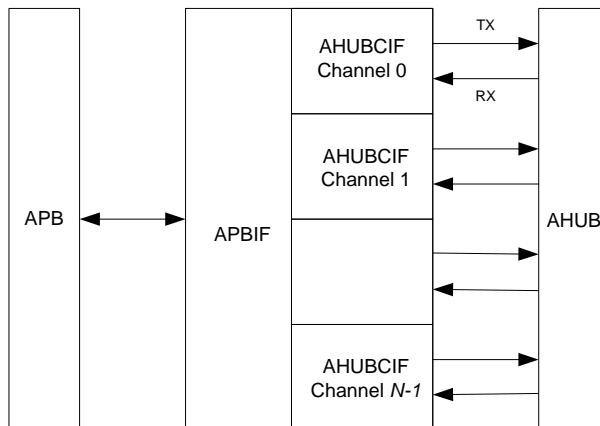 TX
AHUBCIF
Channel 0
RX
AHUBCIF
Channel 1
APB
APBIF
AHUB
AHUBCIF
Channel N-1